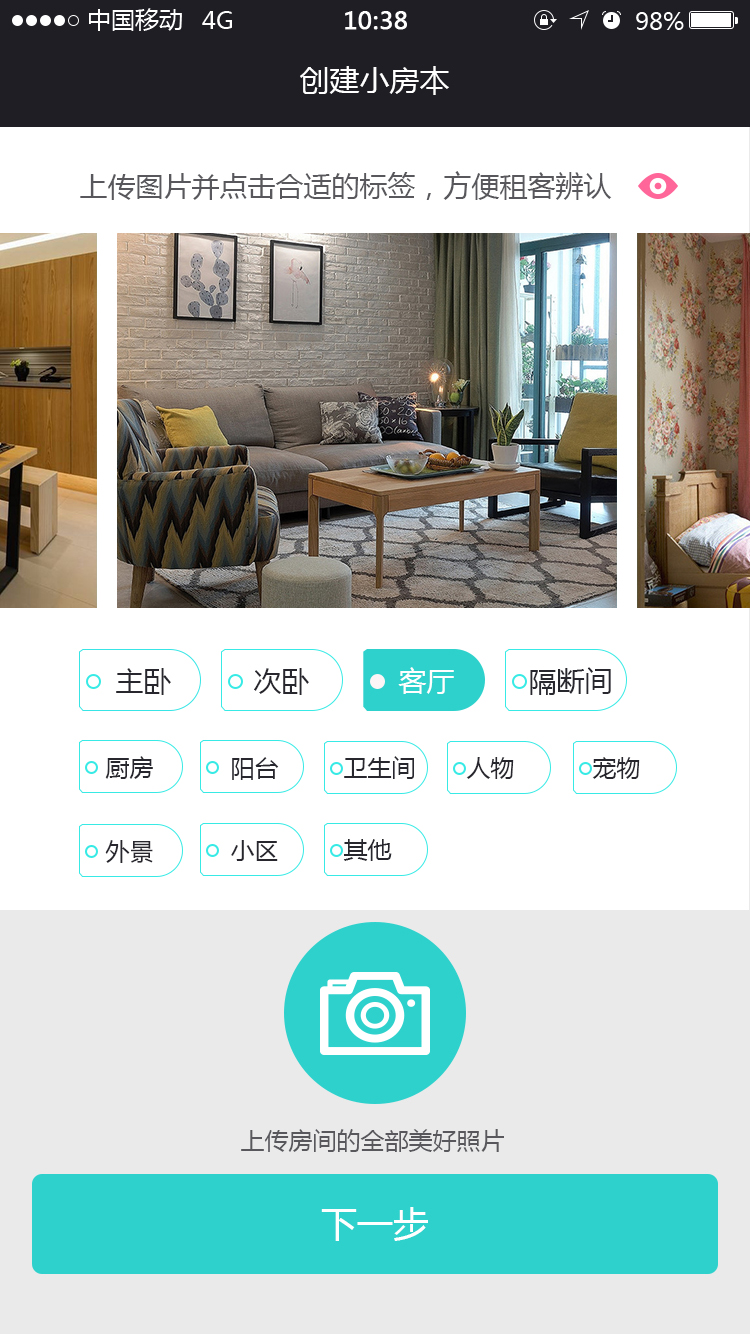 中国移动 4G 10:38 98%
创建小房本
上传图片并点击合适的标签，方便租客辨认
主卧 次卧 客厅 隔断间
厨房 阳台 卫生间 人物 宠物
外景 小区 其他
上传房间的全部美好照片
下一步